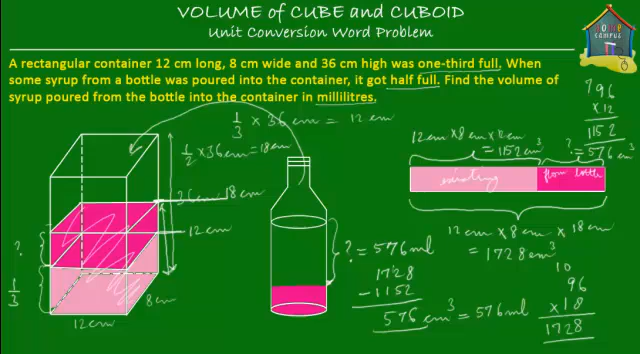 VOLUME of CUBE and CUBOID
Unit Conversion Word Problem
HOME
CAMPUS
A rectangular container 12 cm long, 8 cm wide and 36 cm high was one-third full. When
some syrup from a bottle was poured into the container, it got half full. Find the volume of
syrup poured from the bottle into the container in millilitres.
1/3 × 36 cm = 12 cm
1/2 × 36 cm = 18 cm
36 cm
18 cm
12 cm
?
1/3
12 cm
8 cm
? = 576 ml
1728
- 1152
576 cm³ = 576 ml
96
× 12
1152
12 cm × 8 cm ×
= 1152 cm³
? = 576 cm³
existing
from bottle
12 cm × 8 cm × 18 cm
= 1728 cm³
96
× 18
1728